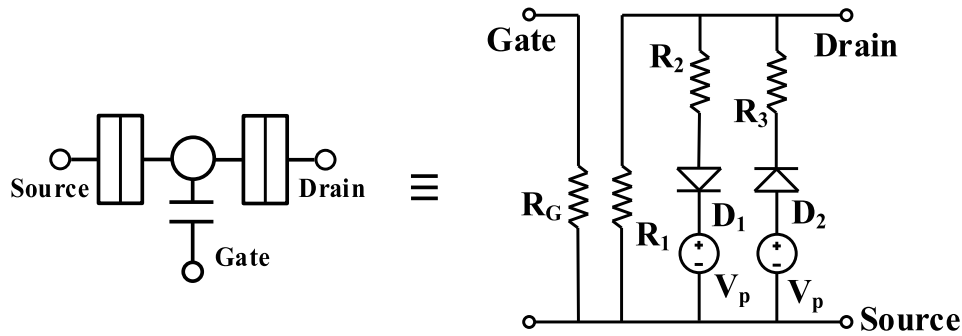 Source
Drain
Gate
≡
Gate
Drain
R2
R3
RG
R1
D1
D2
+
-
+
-
Vp
Vp
Source